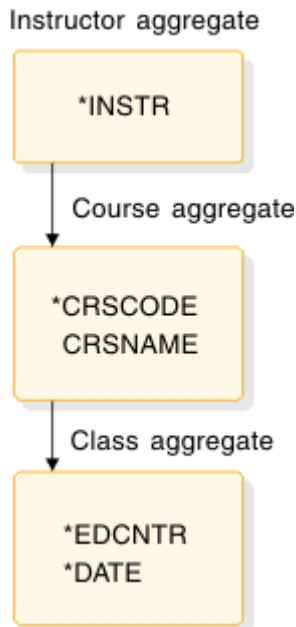 Instructor aggregate
*INSTR
Course aggregate
*CRSCODE
CRSNAME
Class aggregate
*EDCNTR
*DATE